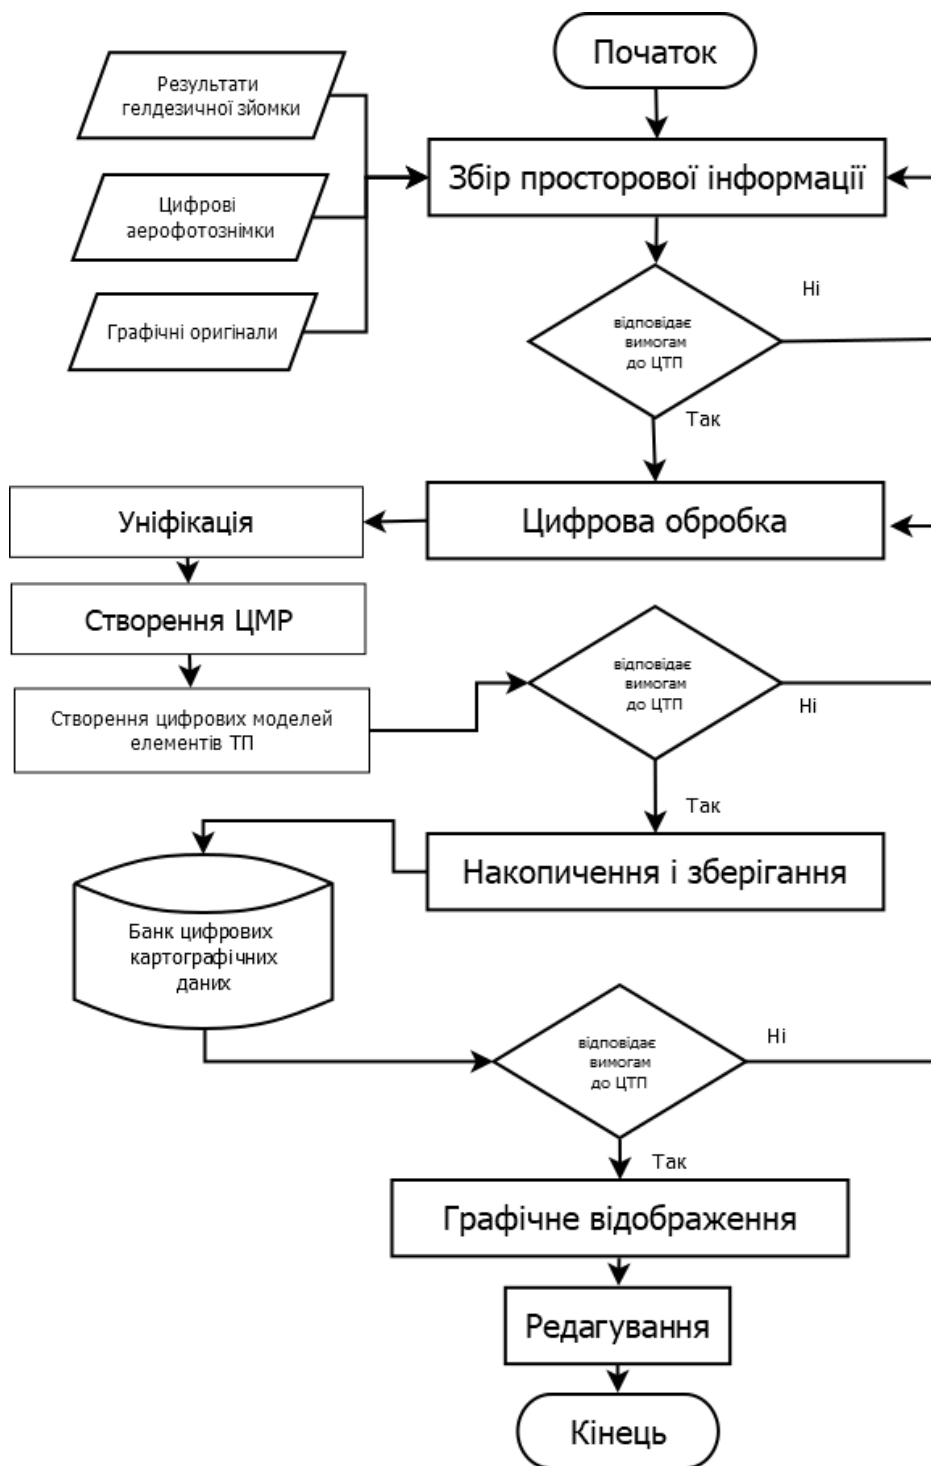 Початок
Результати
гелдезичної зйомки
Збір просторової інформації
Цифрові
аерофотознімки
Графічні оригінали
Ні
відповідає
вимогам
до ЦТП
Так
Уніфікація
Цифрова обробка
Створення ЦМР
відповідає
вимогам
до ЦТП
Ні
Створення цифрових моделей
елементів ТП
Так
Накопичення і зберігання
Банк цифрових
картографічних
даних
Ні
відповідає
вимогам
до ЦТП
Так
Графічне відображення
Редагування
Кінець